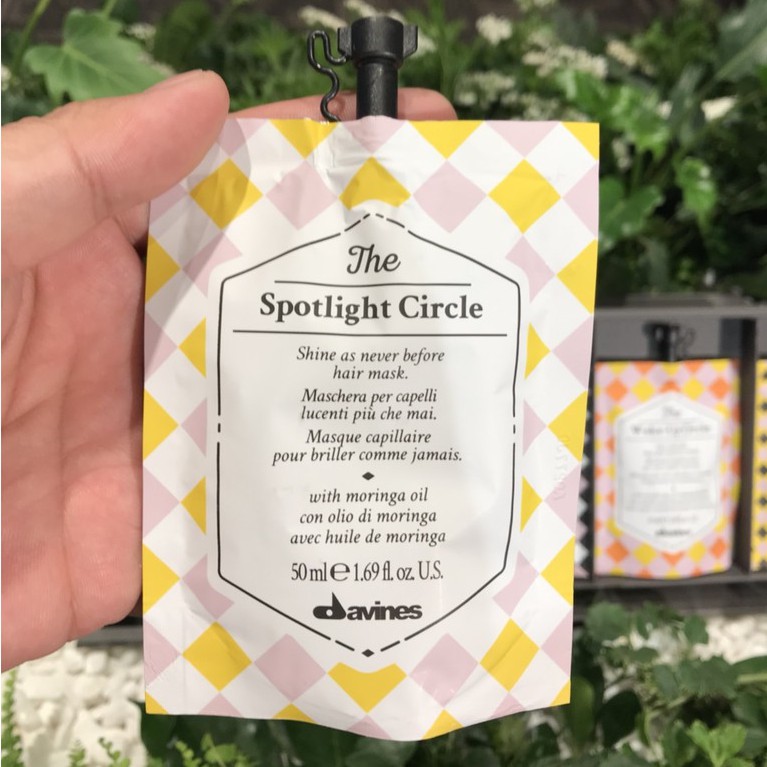 The
Spotlight Circle
Shine as never before
hair mask.
Maschera per capelli
lucenti più che mai.
Masque capillaire
pour briller comme jamais.
with moringa oil
con olio di moringa
avec huile de moringa
50 ml ℮ 1.69 fl. oz. U.S.
davines
The
davines